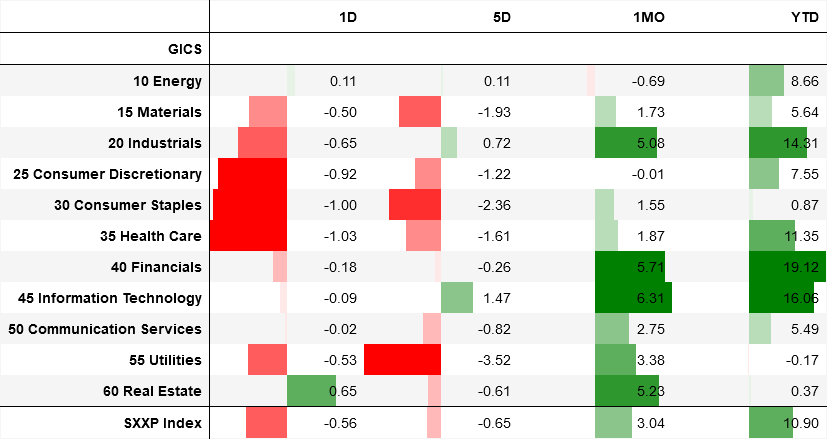 1D 5D 1MO YTD
GICS
10 Energy 0.11 0.11 -0.69 8.66
15 Materials -0.50 -1.93 1.73 5.64
20 Industrials -0.65 0.72 5.08 14.31
25 Consumer Discretionary -0.92 -1.22 -0.01 7.55
30 Consumer Staples -1.00 -2.36 1.55 0.87
35 Health Care -1.03 -1.61 1.87 11.35
40 Financials -0.18 -0.26 5.71 19.12
45 Information Technology -0.09 1.47 6.31 16.06
50 Communication Services -0.02 -0.82 2.75 5.49
55 Utilities -0.53 -3.52 3.38 -0.17
60 Real Estate 0.65 -0.61 5.23 0.37
SXXP Index -0.56 -0.65 3.04 10.90